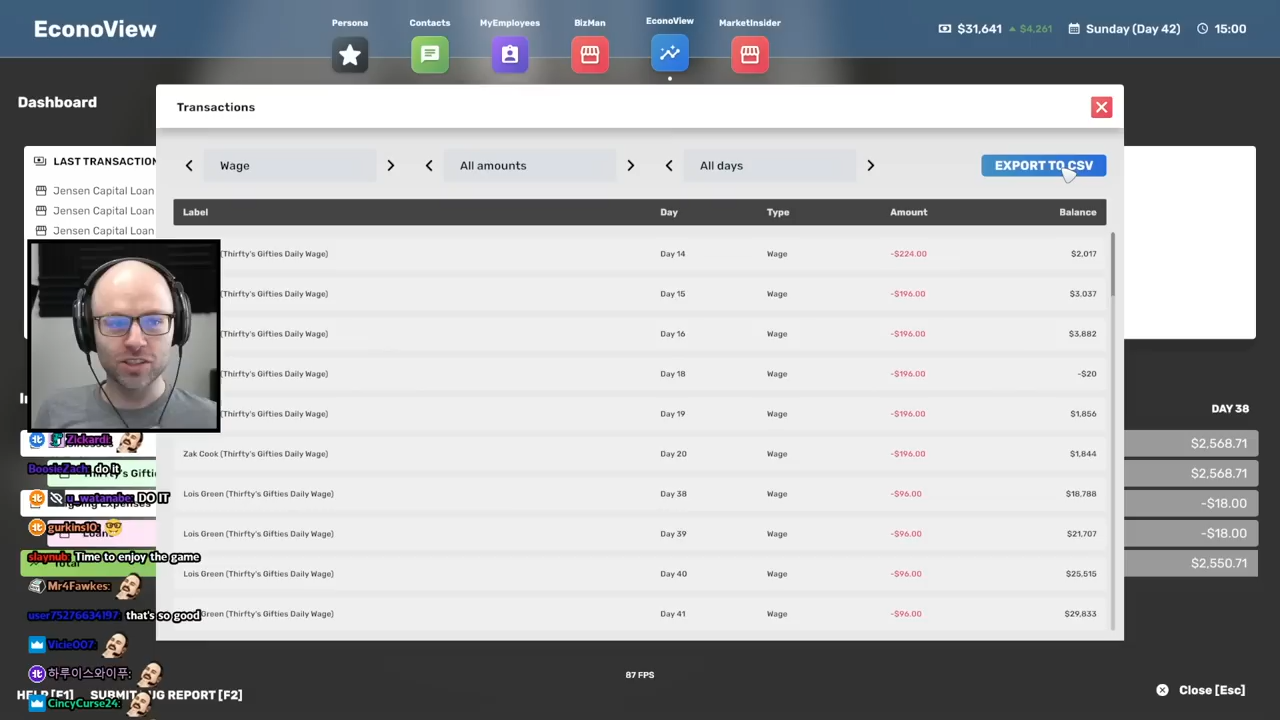 EconoView
Persona
Contacts
MyEmployees
BizMan
EconoView
MarketInsider
$31,641
$4,261
Sunday (Day 42)
15:00
Dashboard
Transactions
LAST TRANSACTION
Wage
All amounts
All days
EXPORT TO CSV
Jensen Capital Loan
Jensen Capital Loan
Jensen Capital Loan
Label Day Type Amount Balance
(Thirfty's Gifties Daily Wage) Day 14 Wage -$224.00 $2,017
(Thirfty's Gifties Daily Wage) Day 15 Wage -$196.00 $3,037
(Thirfty's Gifties Daily Wage) Day 16 Wage -$196.00 $3,882
(Thirfty's Gifties Daily Wage) Day 18 Wage -$196.00 -$20
(Thirfty's Gifties Daily Wage) Day 19 Wage -$196.00 $1,856
Zak Cook (Thirfty's Gifties Daily Wage) Day 20 Wage -$196.00 $1,844
Lois Green (Thirfty's Gifties Daily Wage) Day 38 Wage -$96.00 $18,788
Lois Green (Thirfty's Gifties Daily Wage) Day 39 Wage -$96.00 $21,707
Lois Green (Thirfty's Gifties Daily Wage) Day 40 Wage -$96.00 $25,515
Green (Thirfty's Gifties Daily Wage) Day 41 Wage -$96.00 $29,833
DAY 38
$2,568.71
$2,568.71
-$18.00
-$18.00
$2,550.71
Zickardi:
BoosieZach: do it
u_watanabe: DO IT
gurkins10:
slaynub: Time to enjoy the game
Total
Mr4Fawkes:
user75276634197: that's so good
Vicle007:
하루이스와이푸:
CincyCurse24:
87 FPS
HELP [F1]
SUBMIT BUG REPORT [F2]
Close [Esc]